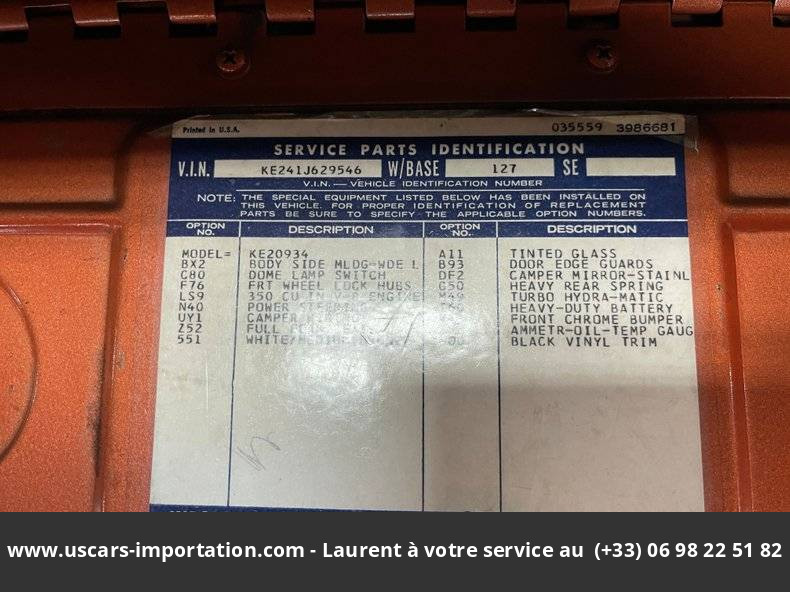 Printed in U.S.A. 035559 3986681
SERVICE PARTS IDENTIFICATION
V.I.N. KE241J629546 W/BASE 127 SE
V.I.N. — VEHICLE IDENTIFICATION NUMBER
NOTE: THE SPECIAL EQUIPMENT LISTED BELOW HAS BEEN INSTALLED ON
THIS VEHICLE. FOR PROPER IDENTIFICATION OF REPLACEMENT
PARTS BE SURE TO SPECIFY THE APPLICABLE OPTION NUMBERS.
OPTION NO. DESCRIPTION OPTION NO. DESCRIPTION
MODEL= KE20934 A11 TINTED GLASS
BX2 BODY SIDE MLDG-WDE L B93 DOOR EDGE GUARDS
C80 DOME LAMP SWITCH DF2 CAMPER MIRROR-STAINL
F76 FRT WHEEL LOCK HUBS G50 HEAVY REAR SPRING
LS9 350 CU IN V-8 ENGINE M49 TURBO HYDRA-MATIC
N40 POWER HEAVY-DUTY BATTERY
UY1 CAMPER FRONT CHROME BUMPER
Z52 FULL AMMETR-OIL-TEMP GAUG
551 WHITE/ BLACK VINYL TRIM
www.uscars-importation.com - Laurent à votre service au (+33) 06 98 22 51 82